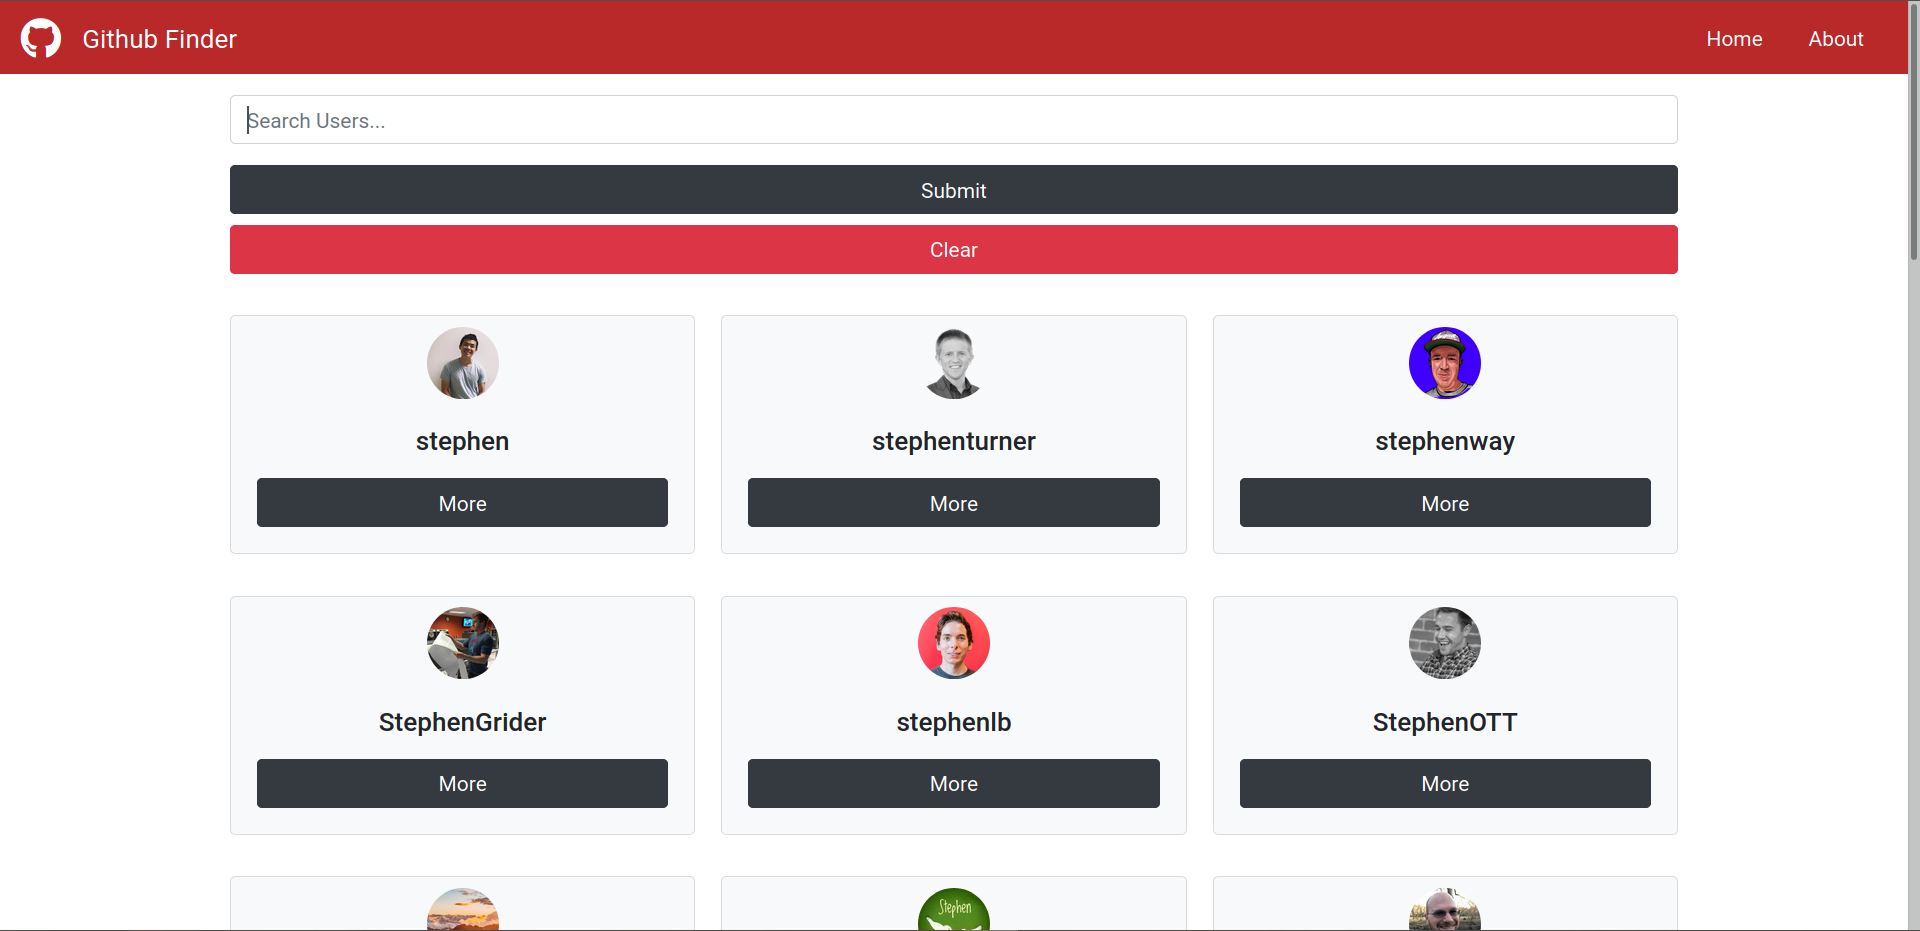 Github Finder
Home
About
Search Users...
Submit
Clear
stephen
stephenturner
stephenway
More
More
More
StephenGrider
stephenlb
StephenOTT
More
More
More
Stephen